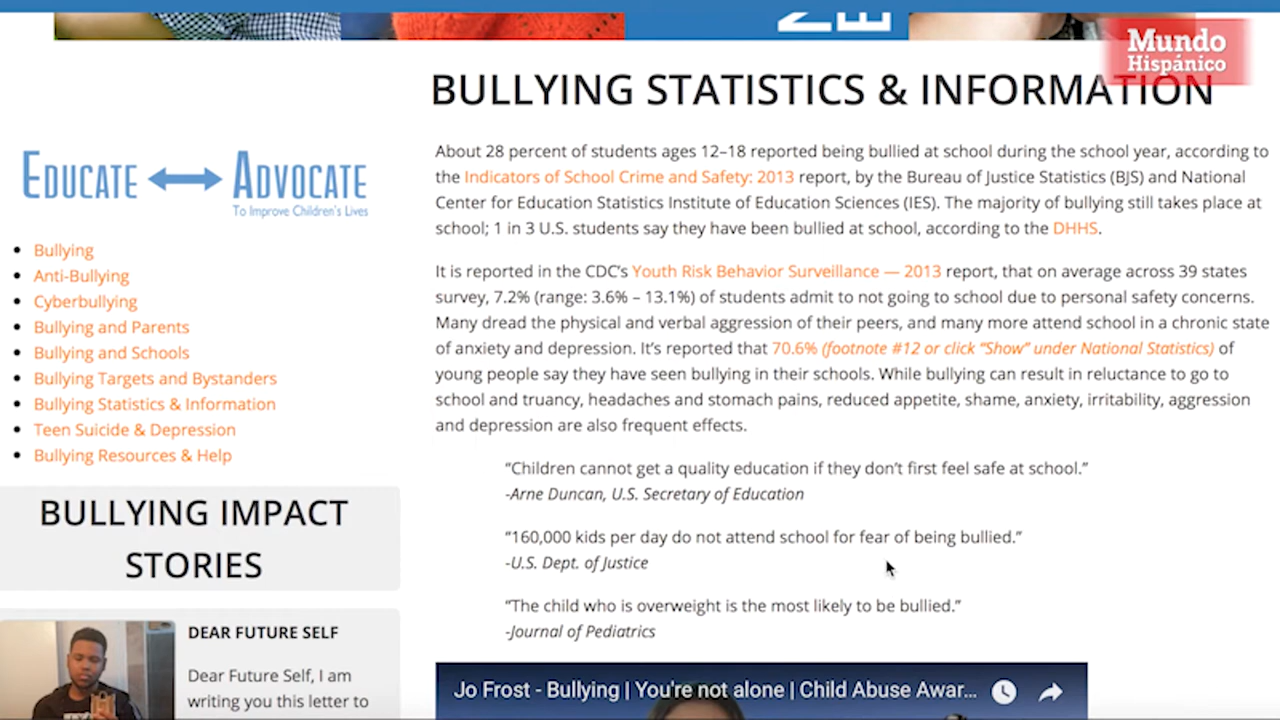 Mundo
Hispánico
BULLYING STATISTICS & INFORMATION
EDUCATE ADVOCATE
To Improve Children's Lives
Bullying
Anti-Bullying
Cyberbullying
Bullying and Parents
Bullying and Schools
Bullying Targets and Bystanders
Bullying Statistics & Information
Teen Suicide & Depression
Bullying Resources & Help
BULLYING IMPACT
STORIES
DEAR FUTURE SELF
Dear Future Self, I am
writing you this letter to
About 28 percent of students ages 12–18 reported being bullied at school during the school year, according to
the Indicators of School Crime and Safety: 2013 report, by the Bureau of Justice Statistics (BJS) and National
Center for Education Statistics Institute of Education Sciences (IES). The majority of bullying still takes place at
school; 1 in 3 U.S. students say they have been bullied at school, according to the DHHS.
It is reported in the CDC’s Youth Risk Behavior Surveillance — 2013 report, that on average across 39 states
survey, 7.2% (range: 3.6% – 13.1%) of students admit to not going to school due to personal safety concerns.
Many dread the physical and verbal aggression of their peers, and many more attend school in a chronic state
of anxiety and depression. It’s reported that 70.6% (footnote #12 or click “Show” under National Statistics) of
young people say they have seen bullying in their schools. While bullying can result in reluctance to go to
school and truancy, headaches and stomach pains, reduced appetite, shame, anxiety, irritability, aggression
and depression are also frequent effects.
“Children cannot get a quality education if they don’t first feel safe at school.”
-Arne Duncan, U.S. Secretary of Education
“160,000 kids per day do not attend school for fear of being bullied.”
-U.S. Dept. of Justice
“The child who is overweight is the most likely to be bullied.”
-Journal of Pediatrics
Jo Frost - Bullying | You're not alone | Child Abuse Awar...